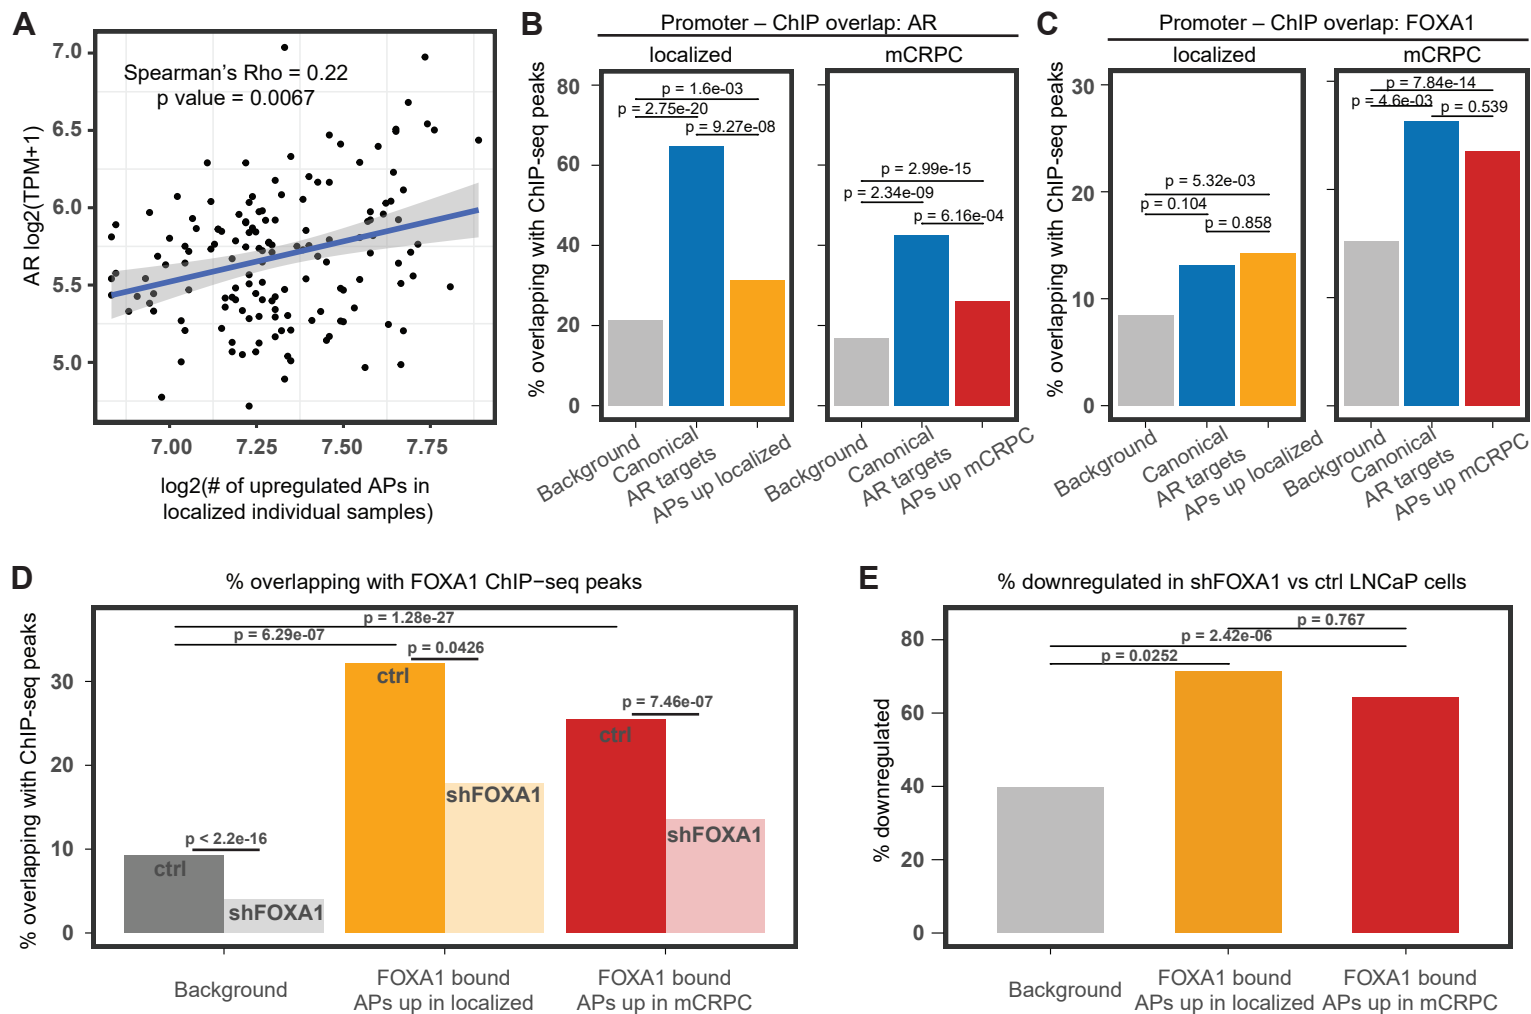 A
7.0
6.5
6.0
5.5
5.0
AR log2(TPM+1)
Spearman's Rho = 0.22
p value = 0.0067
7.00
7.25
7.50
7.75
log2(# of upregulated APs in
localized individual samples)
B
Promoter – ChIP overlap: AR
localized
mCRPC
% overlapping with ChIP-seq peaks
80
60
40
20
0
p = 1.6e-03
p = 2.75e-20
p = 9.27e-08
p = 2.99e-15
p = 2.34e-09
p = 6.16e-04
Background
Canonical
AR targets
APs up localized
Background
Canonical
AR targets
APs up mCRPC
C
Promoter – ChIP overlap: FOXA1
localized
mCRPC
% overlapping with ChIP-seq peaks
30
20
10
0
p = 5.32e-03
p = 0.104
p = 0.858
p = 7.84e-14
p = 4.6e-03
p = 0.539
Background
Canonical
AR targets
APs up localized
Background
Canonical
AR targets
APs up mCRPC
D
% overlapping with FOXA1 ChIP−seq peaks
% overlapping with ChIP-seq peaks
30
20
10
0
p = 1.28e-27
p = 6.29e-07
p = 0.0426
p = 7.46e-07
p < 2.2e-16
ctrl
shFOXA1
ctrl
shFOXA1
ctrl
shFOXA1
Background
FOXA1 bound
APs up in localized
FOXA1 bound
APs up in mCRPC
E
% downregulated in shFOXA1 vs ctrl LNCaP cells
% downregulated
80
60
40
20
0
p = 0.767
p = 2.42e-06
p = 0.0252
Background
FOXA1 bound
APs up in localized
FOXA1 bound
APs up in mCRPC